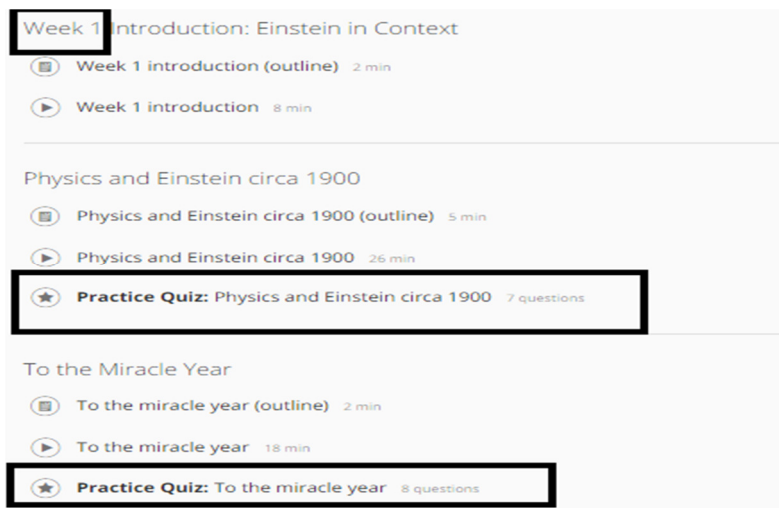 Week 1 Introduction: Einstein in Context
Week 1 introduction (outline) 2 min
Week 1 introduction 8 min
Physics and Einstein circa 1900
Physics and Einstein circa 1900 (outline) 5 min
Physics and Einstein circa 1900 26 min
Practice Quiz: Physics and Einstein circa 1900 7 questions
To the Miracle Year
To the miracle year (outline) 2 min
To the miracle year 18 min
Practice Quiz: To the miracle year 8 questions